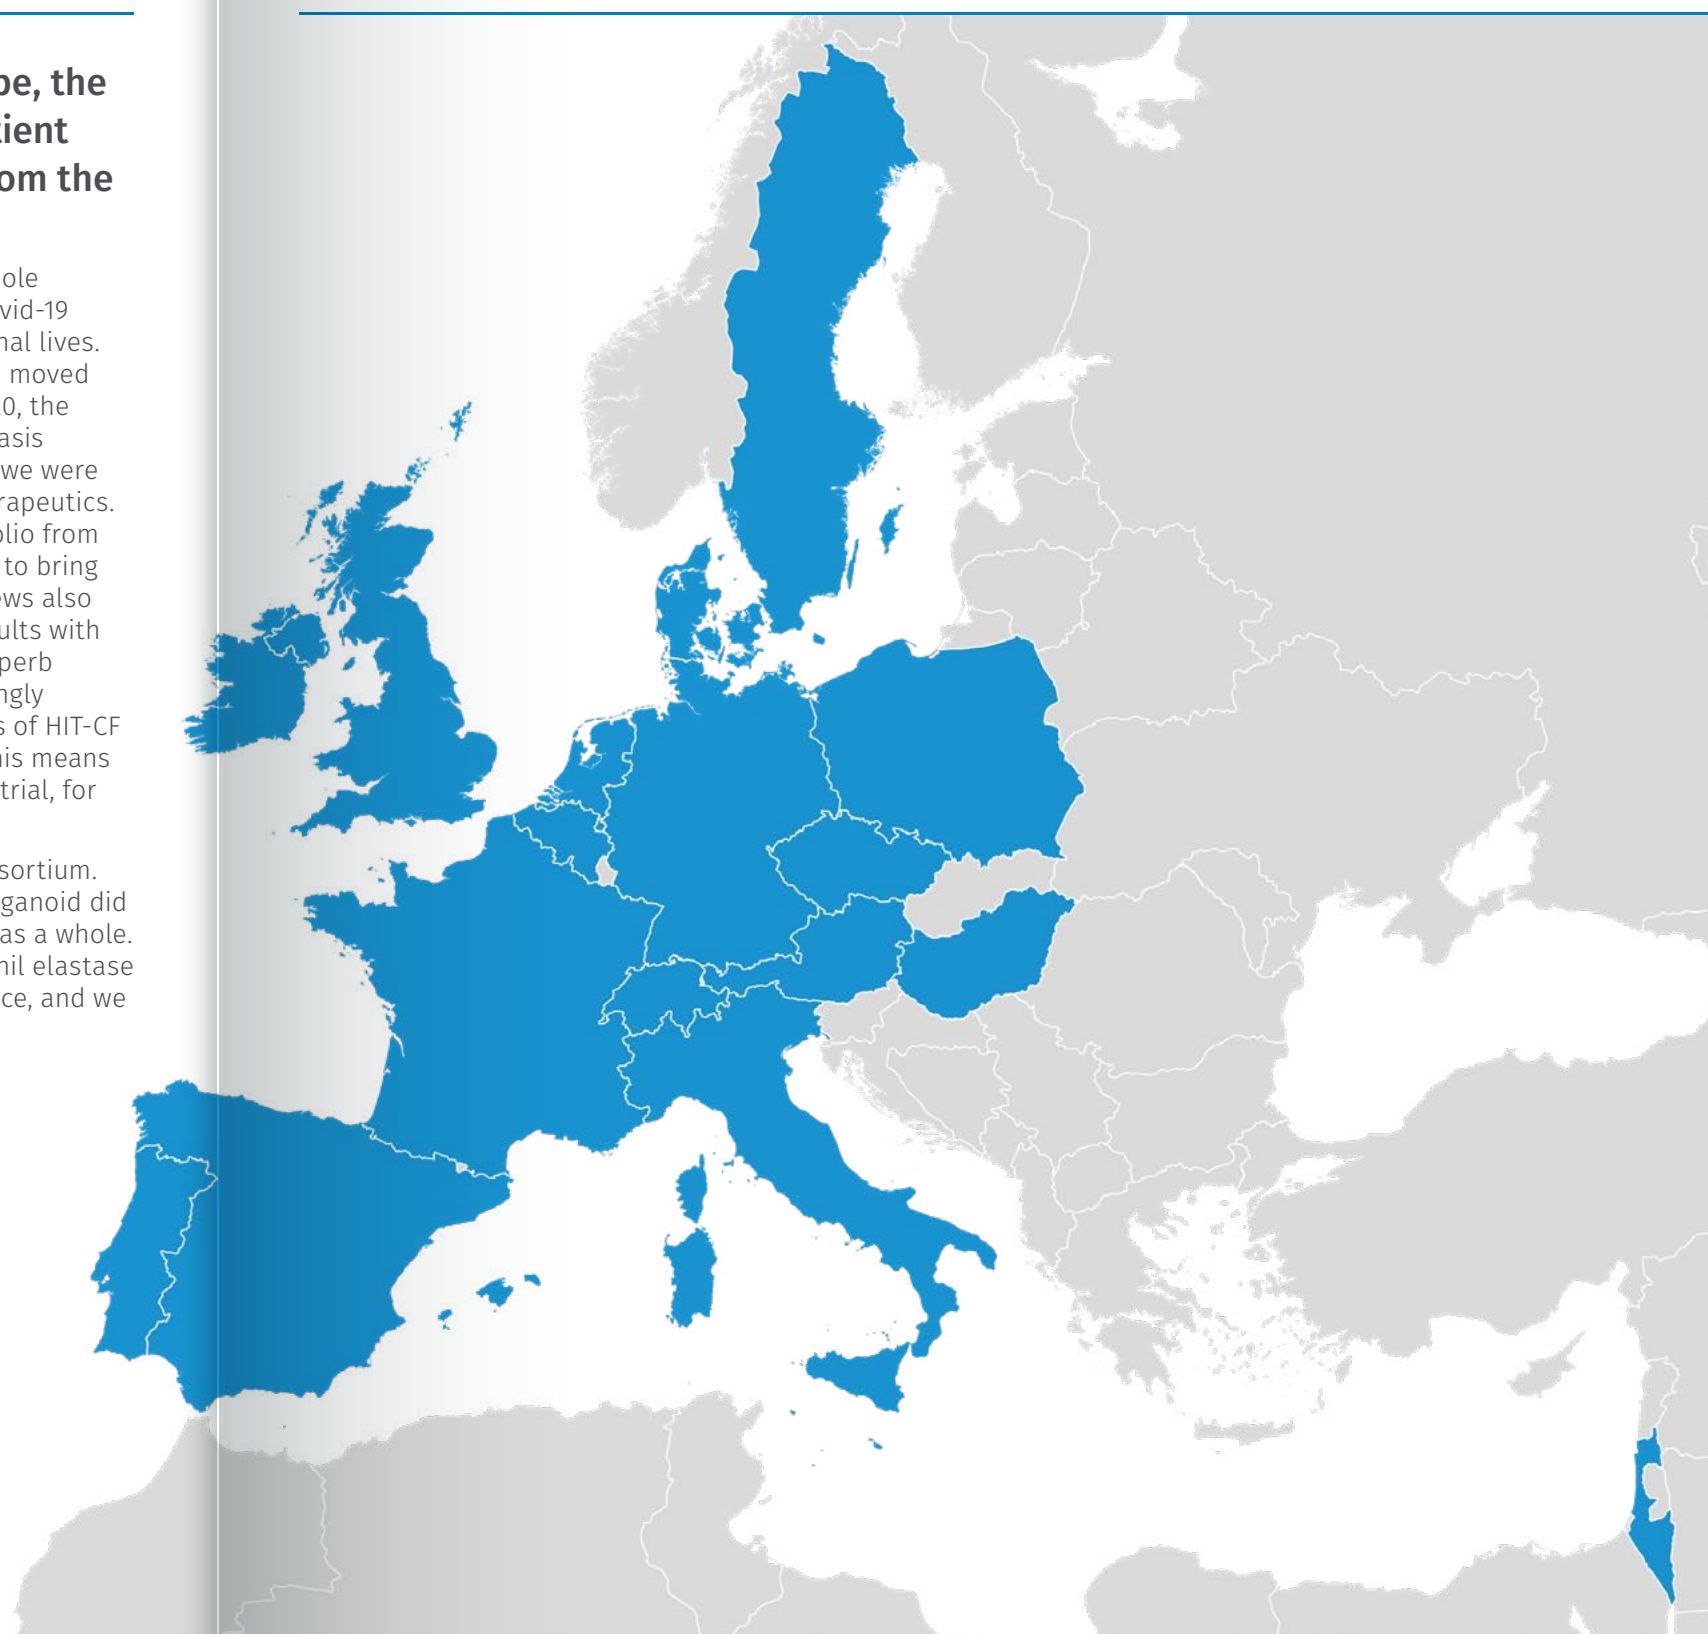 pe, the
tient
om the
ole
vid-19
nal lives.
moved
0, the
asis
we were
rapeutics.
olio from
to bring
ews also
ults with
perb
ngly
s of HIT-CF
his means
trial, for
sortium.
ganoid did
as a whole.
hil elastase
ce, and we